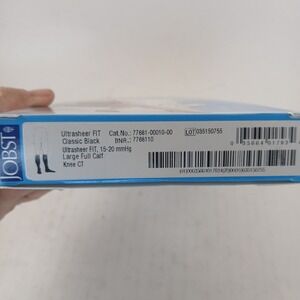 JOBST
Ultrasheer FIT Cat.No.: 77681-00010-00 LOT 035150755
Classic Black BNR.: 7768110
Ultrasheer FIT, 15-20 mmHg
Large Full Calf
Knee CT